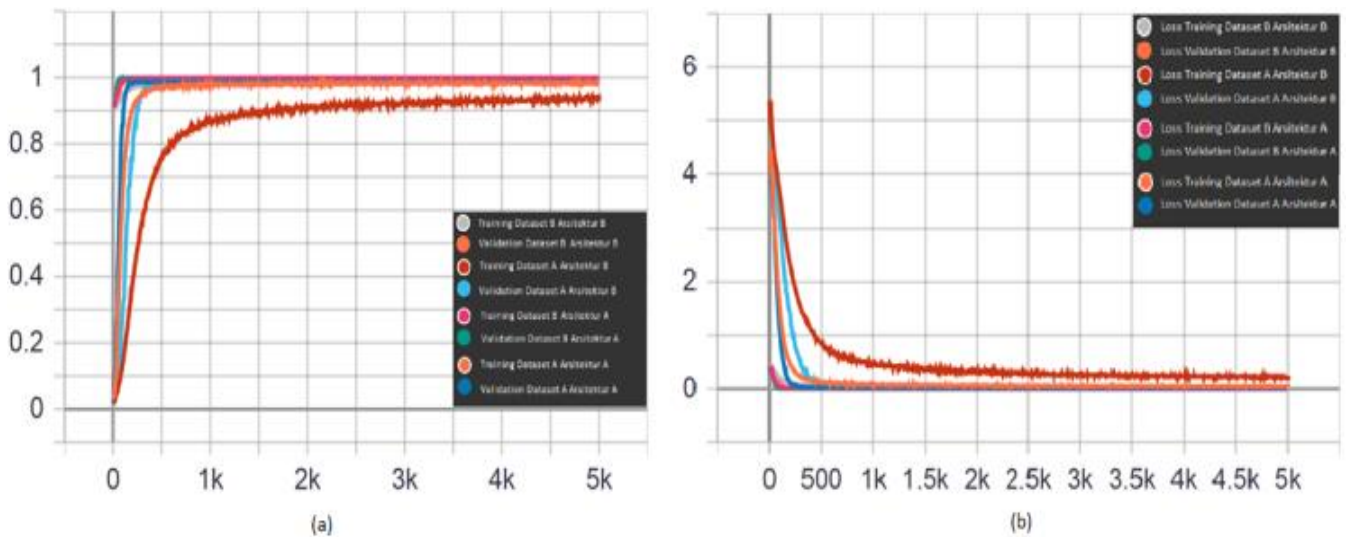 1
0.8
0.6
0.4
0.2
0
0
1k
2k
3k
4k
5k
Training Dataset B Arsitektur B
Validation Dataset B Arsitektur B
Training Dataset A Arsitektur B
Validation Dataset A Arsitektur B
Training Dataset B Arsitektur A
Validation Dataset B Arsitektur A
Training Dataset A Arsitektur A
Validation Dataset A Arsitektur A
(a)
6
4
2
0
0
500
1k
1.5k
2k
2.5k
3k
3.5k
4k
4.5k
5k
Loss Training Dataset B Arsitektur B
Loss Validation Dataset B Arsitektur B
Loss Training Dataset A Arsitektur B
Loss Validation Dataset A Arsitektur B
Loss Training Dataset B Arsitektur A
Loss Validation Dataset B Arsitektur A
Loss Training Dataset A Arsitektur A
Loss Validation Dataset A Arsitektur A
(b)